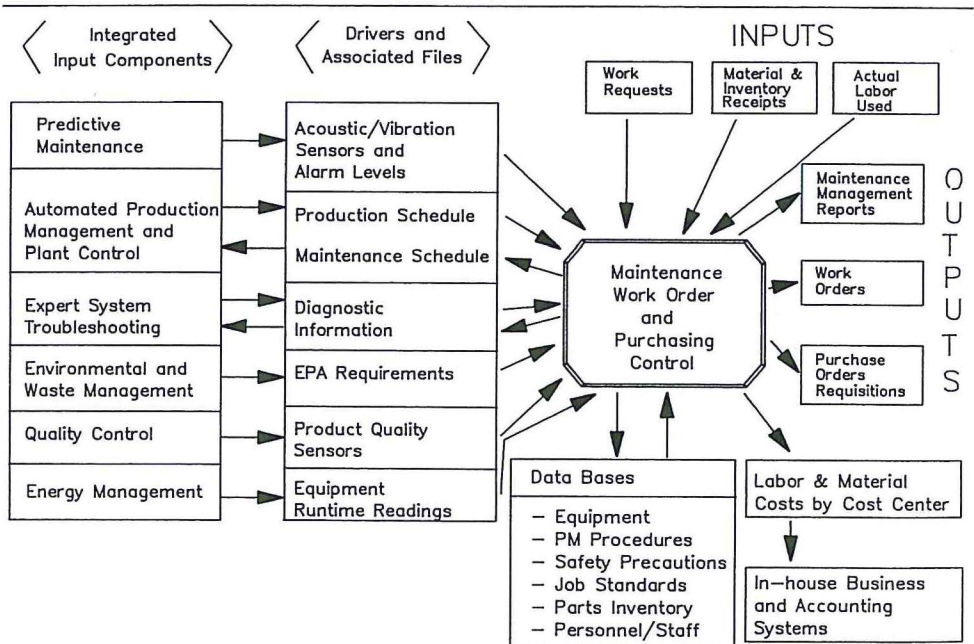 Integrated
Input Components
Drivers and
Associated Files
INPUTS
Work
Requests
Material &
Inventory
Receipts
Actual
Labor
Used
Predictive
Maintenance
Automated Production
Management and
Plant Control
Expert System
Troubleshooting
Environmental and
Waste Management
Quality Control
Energy Management
Acoustic/Vibration
Sensors and
Alarm Levels
Production Schedule
Maintenance Schedule
Diagnostic
Information
EPA Requirements
Product Quality
Sensors
Equipment
Runtime Readings
Maintenance
Work Order
and
Purchasing
Control
OUTPUTS
Maintenance
Management
Reports
Work
Orders
Purchase
Orders
Requisitions
Data Bases
– Equipment
– PM Procedures
– Safety Precautions
– Job Standards
– Parts Inventory
– Personnel/Staff
Labor & Material
Costs by Cost Center
In-house Business
and Accounting
Systems